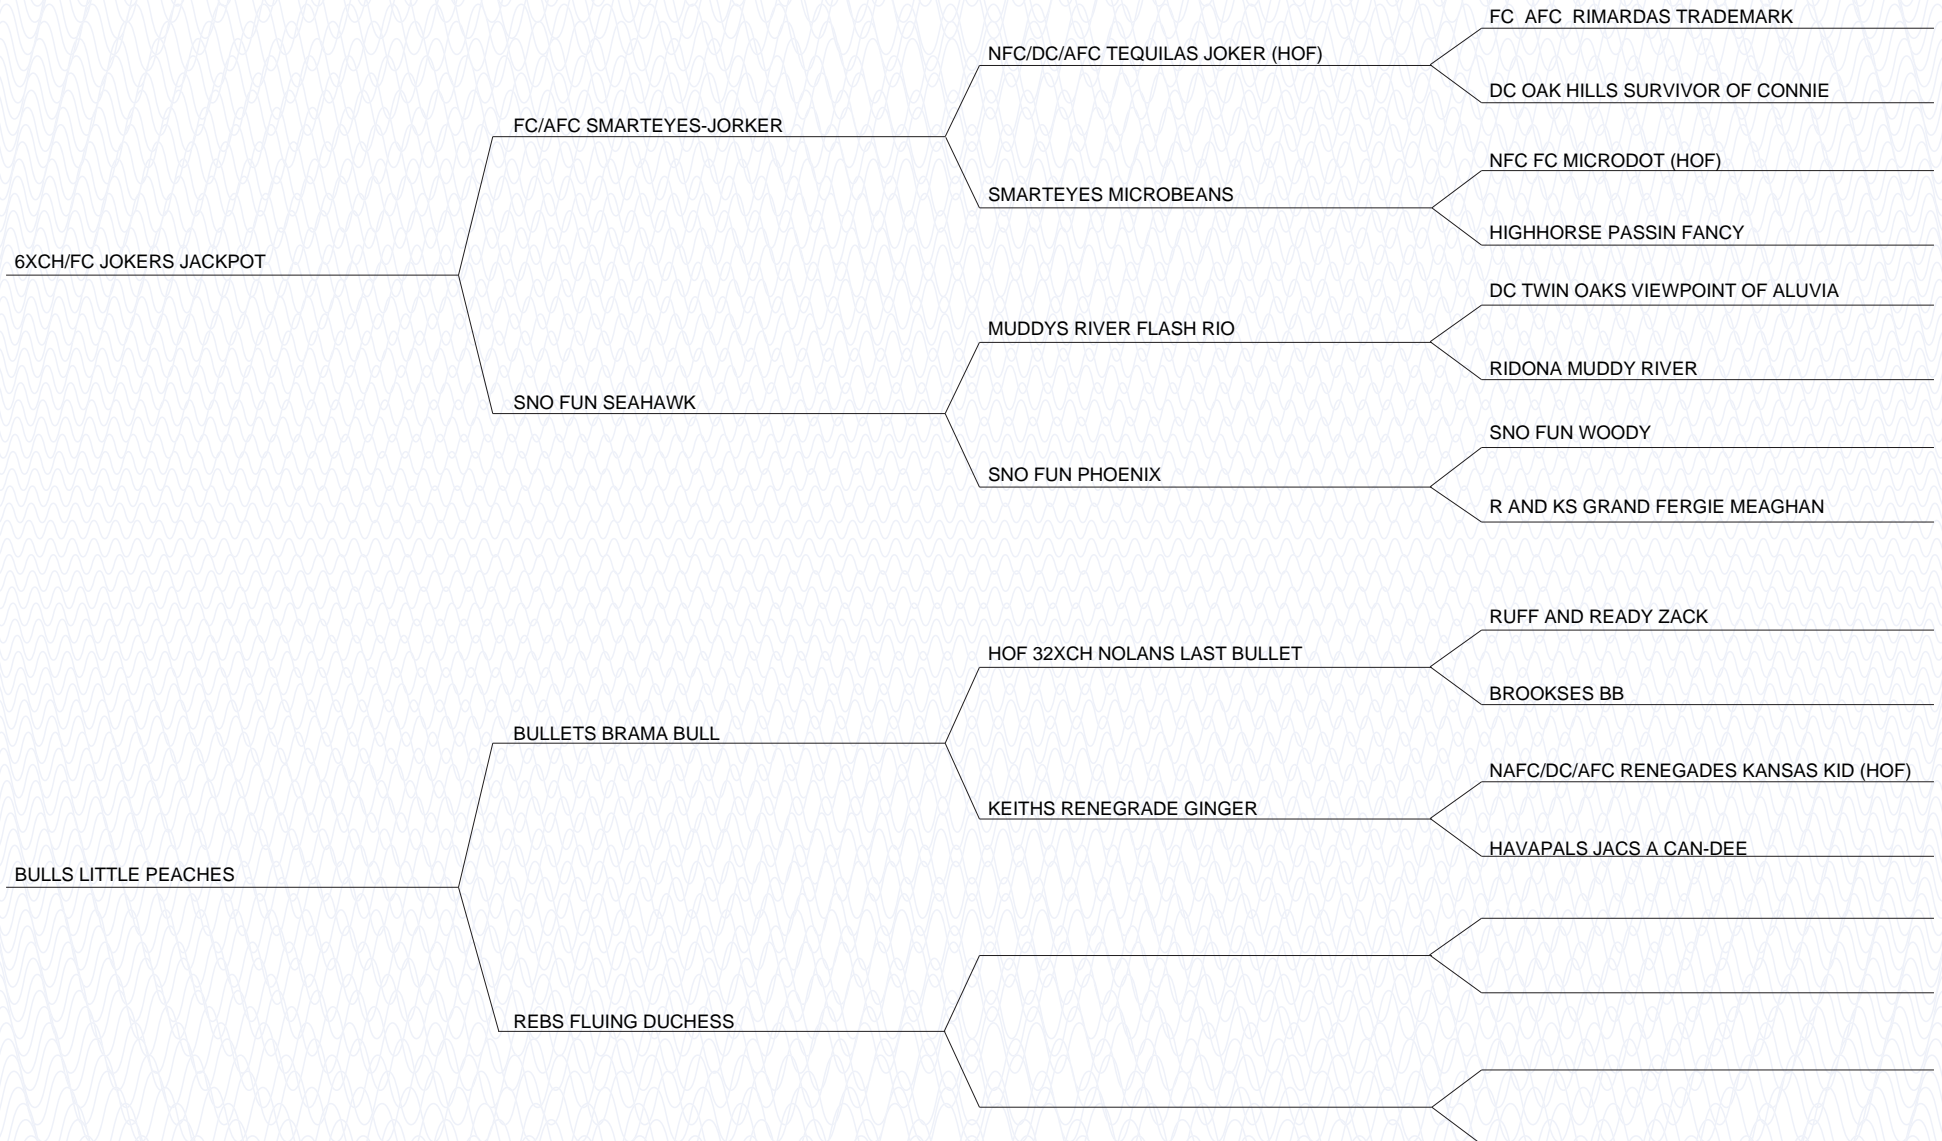 FC  AFC  RIMARDAS TRADEMARK
NFC/DC/AFC TEQUILAS JOKER (HOF)
DC OAK HILLS SURVIVOR OF CONNIE
FC/AFC SMARTEYES-JORKER
NFC FC MICRODOT (HOF)
SMARTEYES MICROBEANS
HIGHHORSE PASSIN FANCY
6XCH/FC JOKERS JACKPOT
DC TWIN OAKS VIEWPOINT OF ALUVIA
MUDDYS RIVER FLASH RIO
RIDONA MUDDY RIVER
SNO FUN SEAHAWK
SNO FUN WOODY
SNO FUN PHOENIX
R AND KS GRAND FERGIE MEAGHAN
RUFF AND READY ZACK
HOF 32XCH NOLANS LAST BULLET
BROOKSES BB
BULLETS BRAMA BULL
NAFC/DC/AFC RENEGADES KANSAS KID (HOF)
KEITHS RENEGRADE GINGER
HAVAPALS JACS A CAN-DEE
BULLS LITTLE PEACHES
REBS FLUING DUCHESS